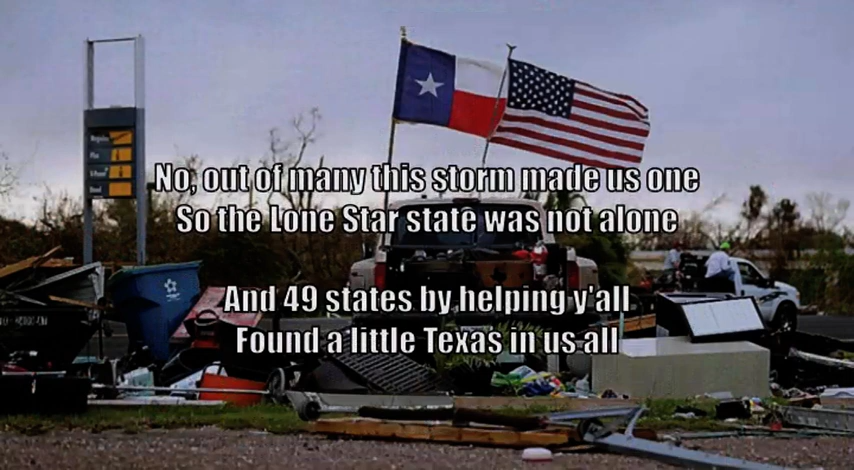 No, out of many this storm made us one
So the Lone Star state was not alone
And 49 states by helping y'all
Found a little Texas in us all